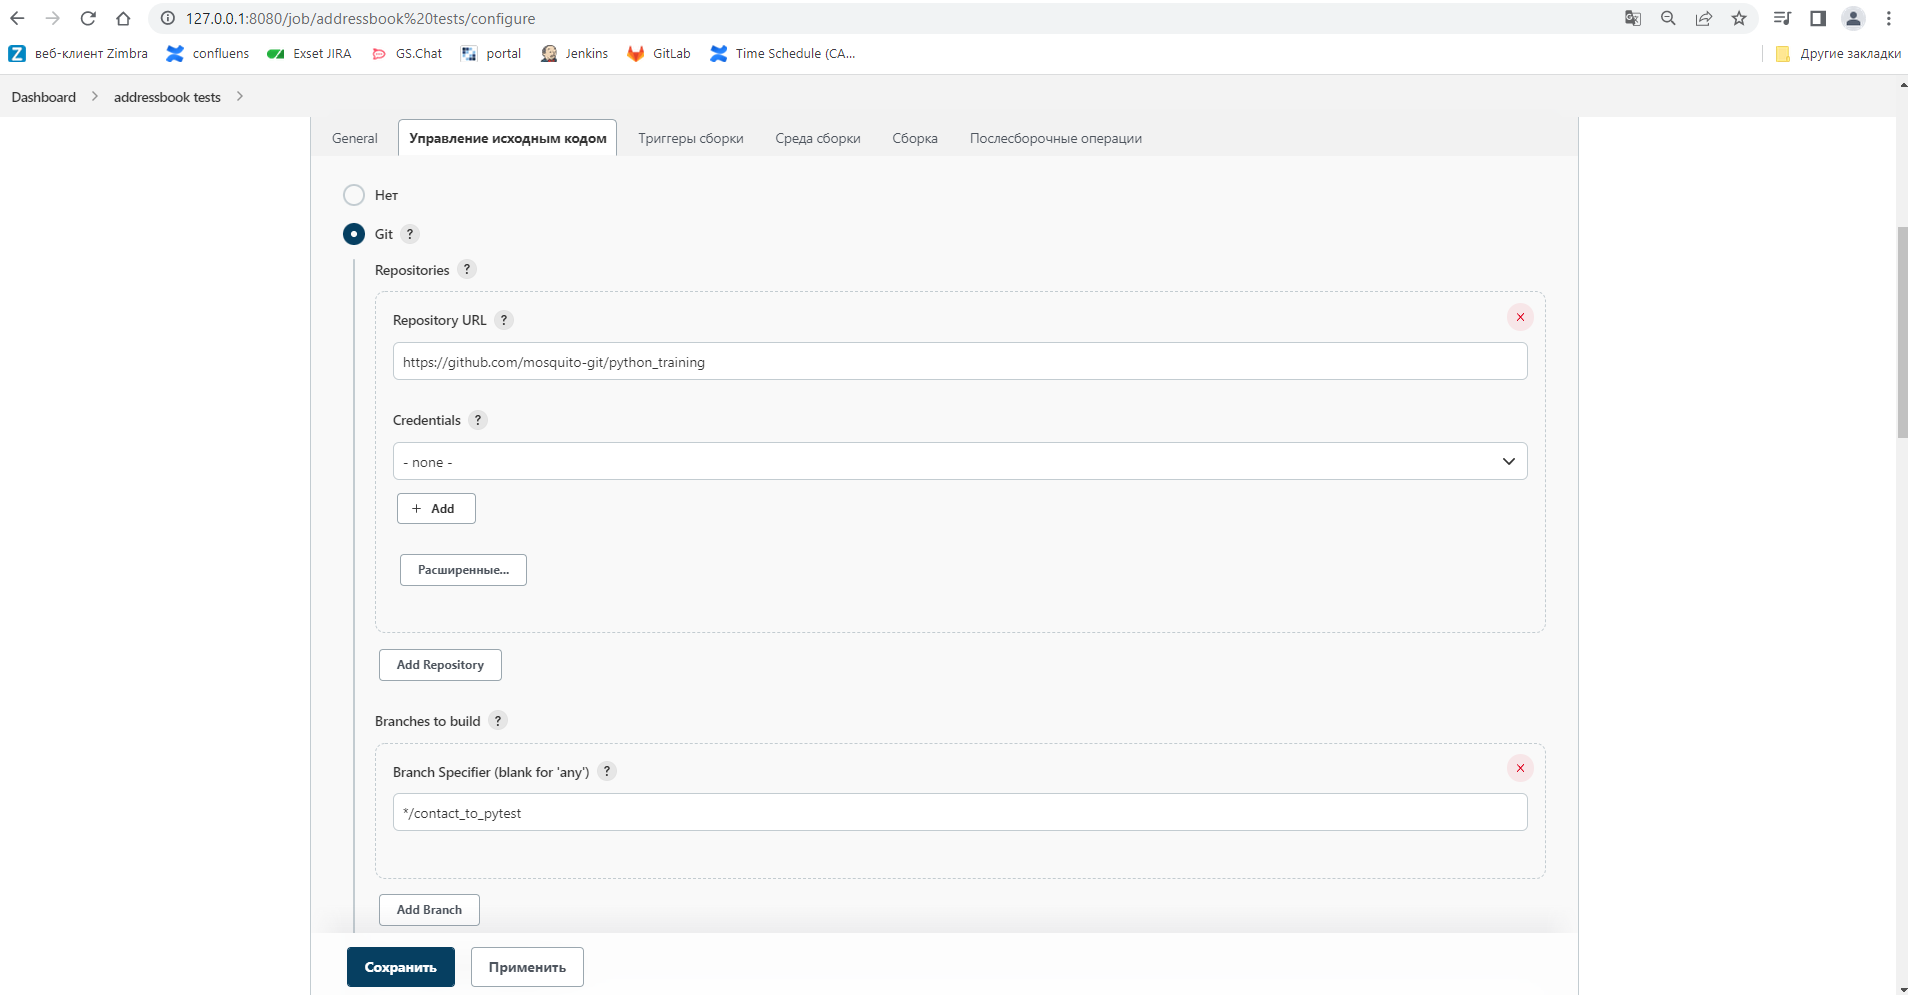 127.0.0.1:8080/job/addressbook%20tests/configure
веб-клиент Zimbra confluens Exset JIRA GS.Chat portal Jenkins GitLab Time Schedule (CA... Другие закладки
Dashboard addressbook tests
General Управление исходным кодом Триггеры сборки Среда сборки Сборка Послесборочные операции
Нет
Git ?
Repositories ?
Repository URL ?
https://github.com/mosquito-git/python_training
Credentials ?
- none -
+ Add
Расширенные...
Add Repository
Branches to build ?
Branch Specifier (blank for 'any') ?
*/contact_to_pytest
Add Branch
Сохранить Применить